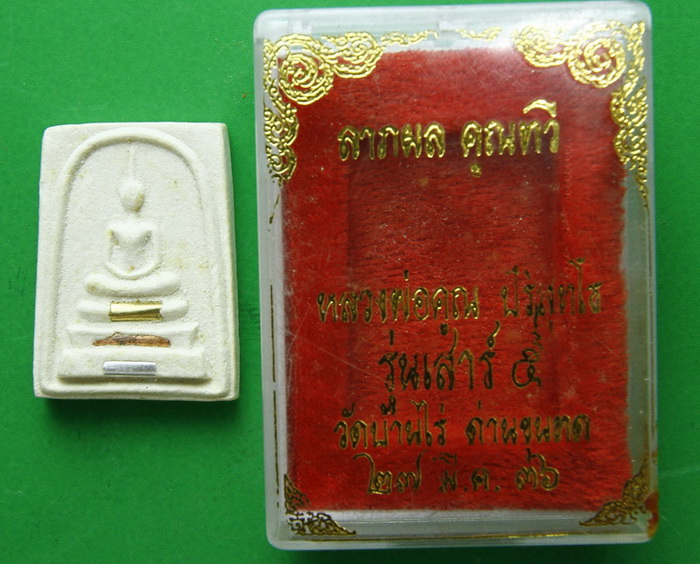 ลาภผล คูณทวี
หลวงพ่อคูณ ปริสุทโธ
รุ่นเสาร์ ๕
วัดบ้านไร่ ด่านขุนทด
๒๗ มี.ค. ๓๖